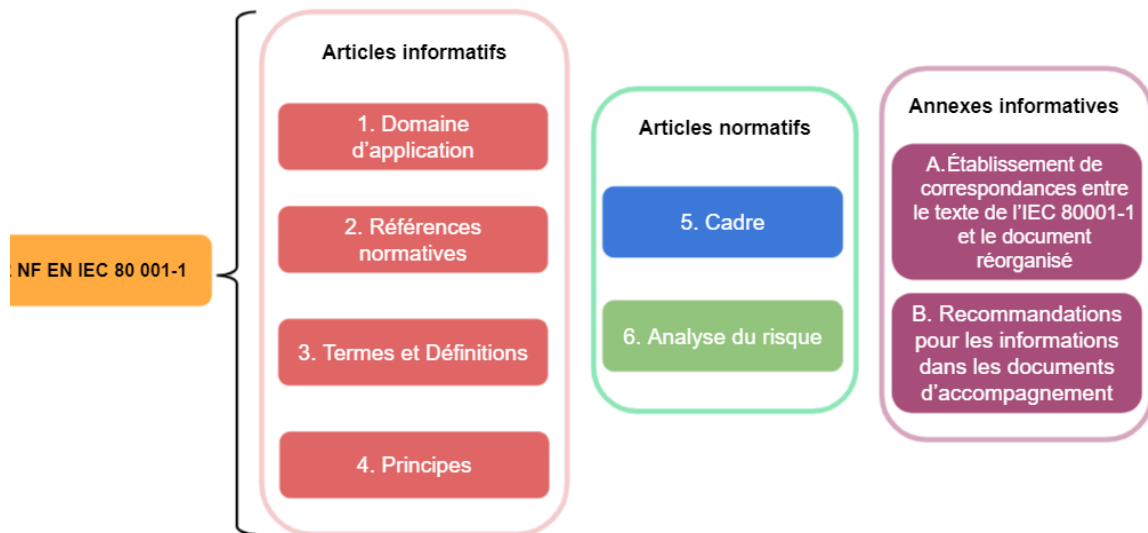 NF EN IEC 80 001-1
Articles informatifs
1. Domaine
d'application
2. Références
normatives
3. Termes et Définitions
4. Principes
Articles normatifs
5. Cadre
6. Analyse du risque
Annexes informatives
A.Établissement de
correspondances entre
le texte de l'IEC 80001-1
et le document
réorganisé
B. Recommandations
pour les informations
dans les documents
d'accompagnement